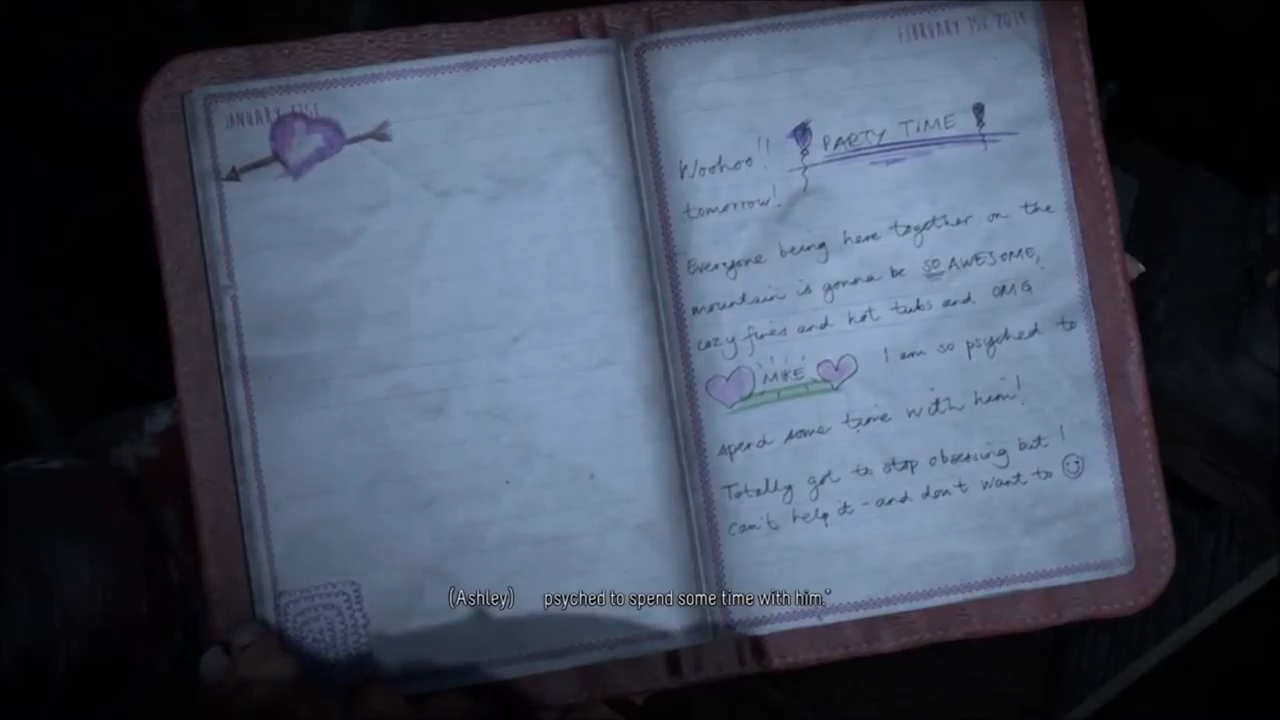 JANUARY 31ST
FEBRUARY 1ST 2014
Woohoo!! PARTY TIME
tomorrow!
Everyone being here together on the
mountain is gonna be SO AWESOME,
cozy fires and hot tubs and OMG
MIKE I am so psyched to
spend some time with him!
Totally got to stop obsessing but I
can't help it - and don't want to
(Ashley) psyched to spend some time with him."